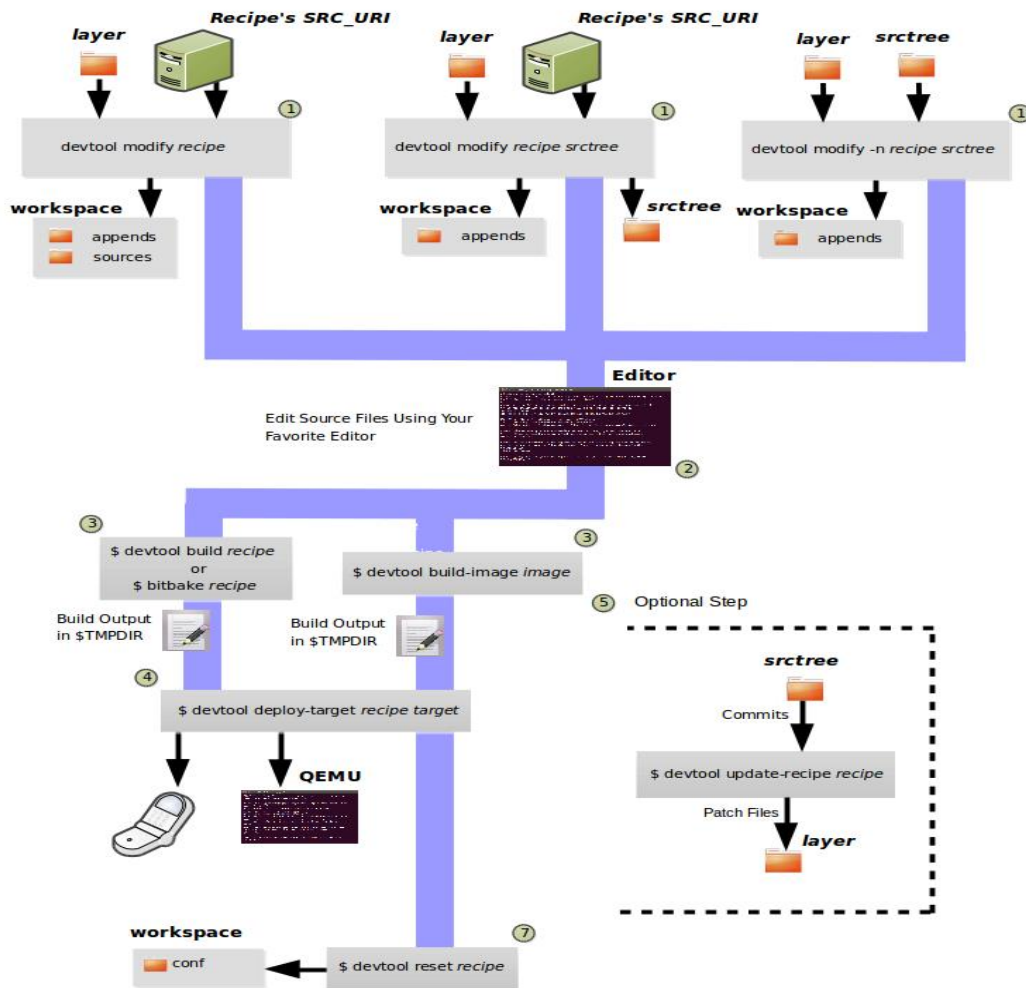 Recipe's SRC_URI
layer
Recipe's SRC_URI
layer
layer
srctree
1
1
1
devtool modify recipe
devtool modify recipe srctree
devtool modify -n recipe srctree
workspace
appends
sources
workspace
appends
srctree
workspace
appends
Editor
Edit Source Files Using Your
Favorite Editor
2
3
$ devtool build recipe
or
$ bitbake recipe
3
$ devtool build-image image
Build Output
in $TMPDIR
Build Output
in $TMPDIR
4
$ devtool deploy-target recipe target
QEMU
5
Optional Step
srctree
Commits
$ devtool update-recipe recipe
Patch Files
layer
7
workspace
conf
$ devtool reset recipe